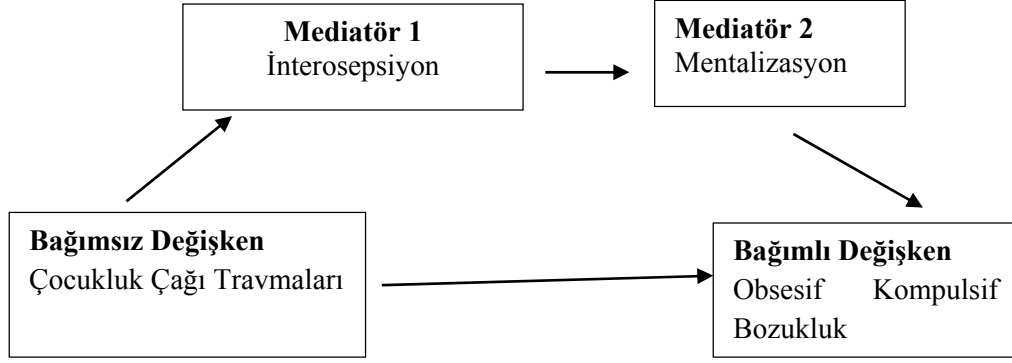 Mediatör 1
İnterosepsiyon
Mediatör 2
Mentalizasyon
Bağımsız Değişken
Çocukluk Çağı Travmaları
Bağımlı Değişken
Obsesif Kompulsif
Bozukluk